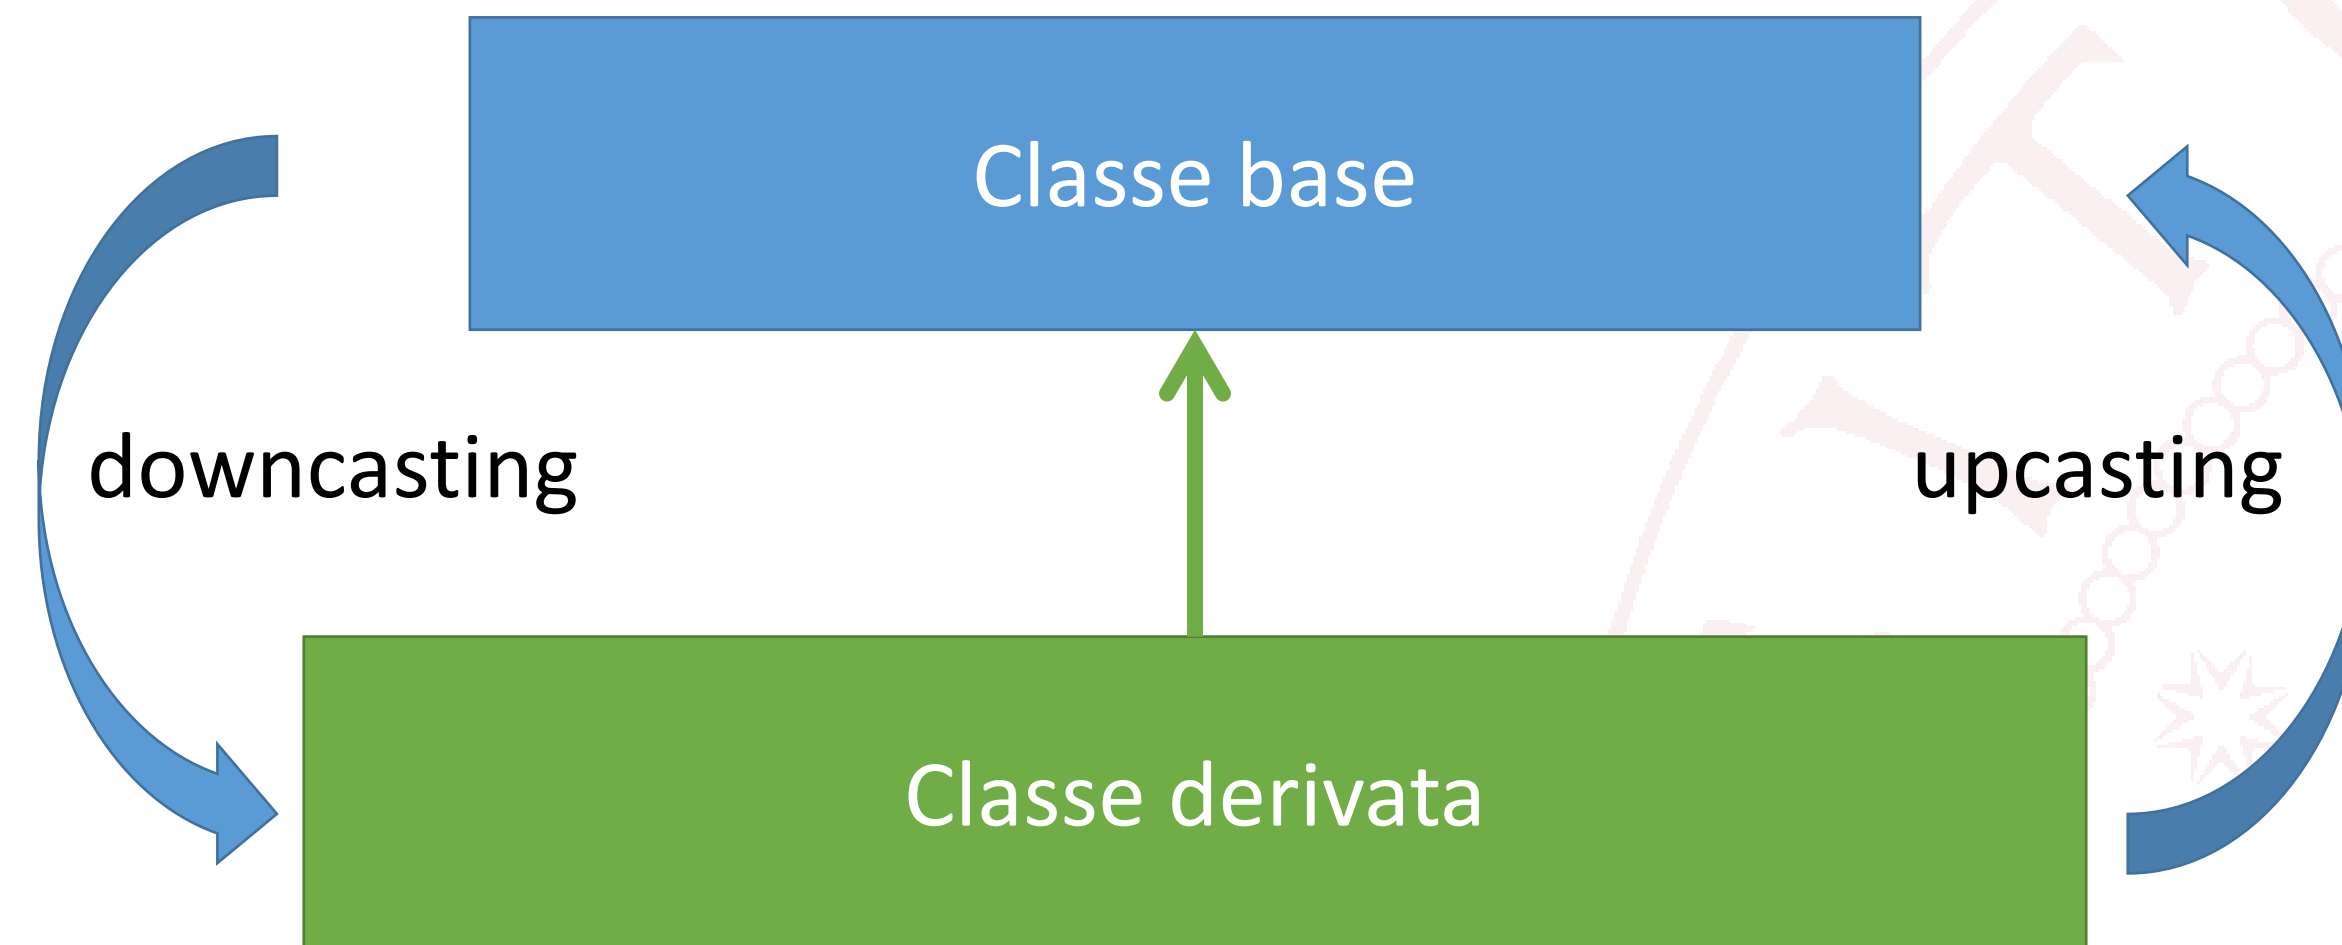 Classe base
downcasting
upcasting
Classe derivata